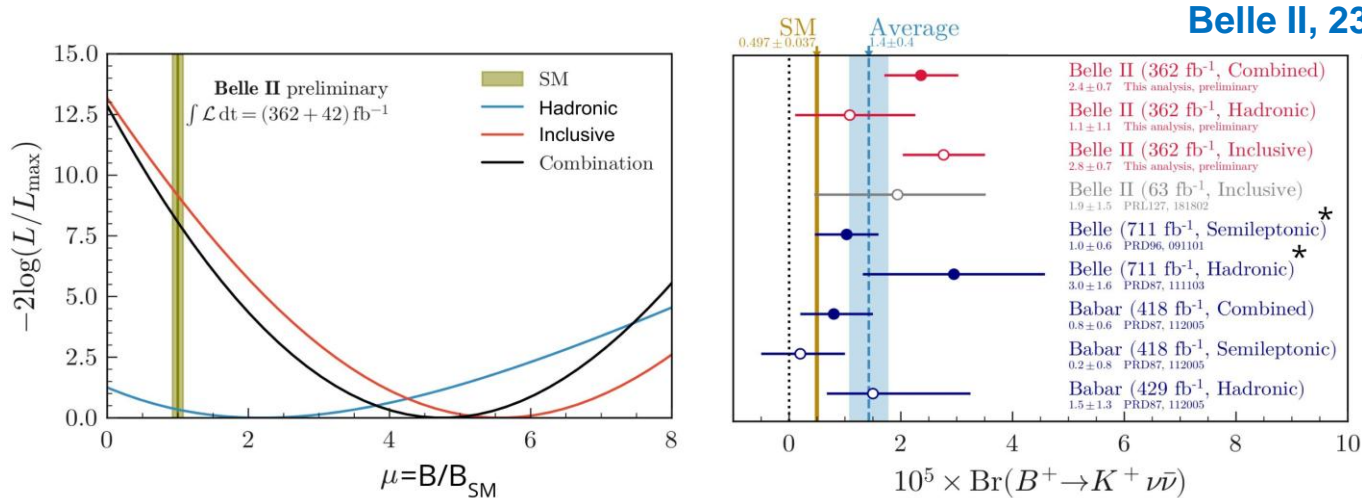 Belle II, 23
15.0
12.5
10.0
7.5
5.0
2.5
0.0
0
2
4
6
8
−2log(L/L_max)
μ=B/B_SM
Belle II preliminary
∫ L dt = (362 + 42) fb⁻¹
SM
Hadronic
Inclusive
Combination
SM
0.497±0.037
Average
1.4±0.4
Belle II (362 fb⁻¹, Combined)
2.4±0.7 This analysis, preliminary
Belle II (362 fb⁻¹, Hadronic)
1.1±1.1 This analysis, preliminary
Belle II (362 fb⁻¹, Inclusive)
2.8±0.7 This analysis, preliminary
Belle II (63 fb⁻¹, Inclusive)
1.9±1.5 PRL127, 181802
Belle (711 fb⁻¹, Semileptonic)*
1.0±0.6 PRD96, 091101
Belle (711 fb⁻¹, Hadronic)*
3.0±1.6 PRD87, 111103
Babar (418 fb⁻¹, Combined)
0.8±0.6 PRD87, 112005
Babar (418 fb⁻¹, Semileptonic)
0.2±0.8 PRD87, 112005
Babar (429 fb⁻¹, Hadronic)
1.5±1.3 PRD87, 112005
0
2
4
6
8
10
10⁵ × Br(B⁺→K⁺νν̄)